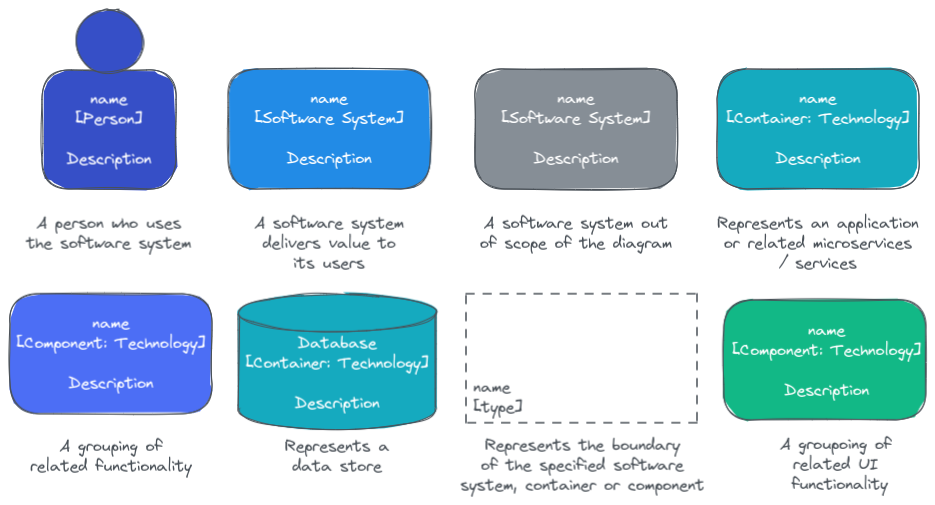 name
[Person]
Description
A person who uses
the software system
name
[Software System]
Description
A software system
delivers value to
its users
name
[Software System]
Description
A software system out
of scope of the diagram
name
[Container: Technology]
Description
Represents an application
or related microservices
/ services
name
[Component: Technology]
Description
A grouping of
related functionality
Database
[Container: Technology]
Description
Represents a
data store
name
[type]
Represents the boundary
of the specified software
system, container or component
name
[Component: Technology]
Description
A groupoing of
related UI
functionality